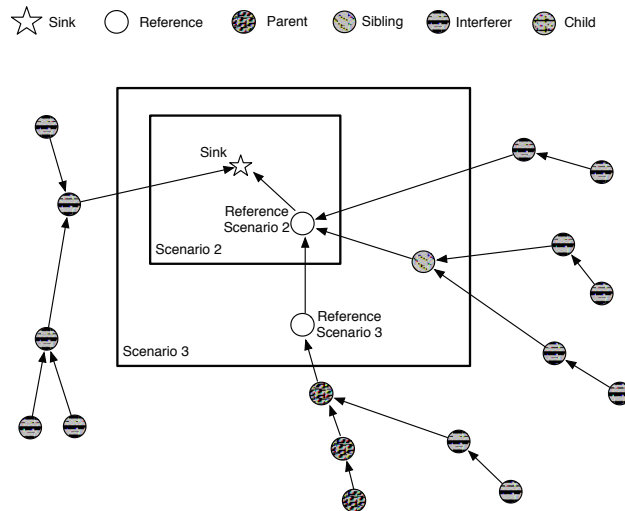 Sink Reference Parent Sibling Interferer Child
Sink
Reference
Scenario 2
Scenario 2
Reference
Scenario 3
Scenario 3